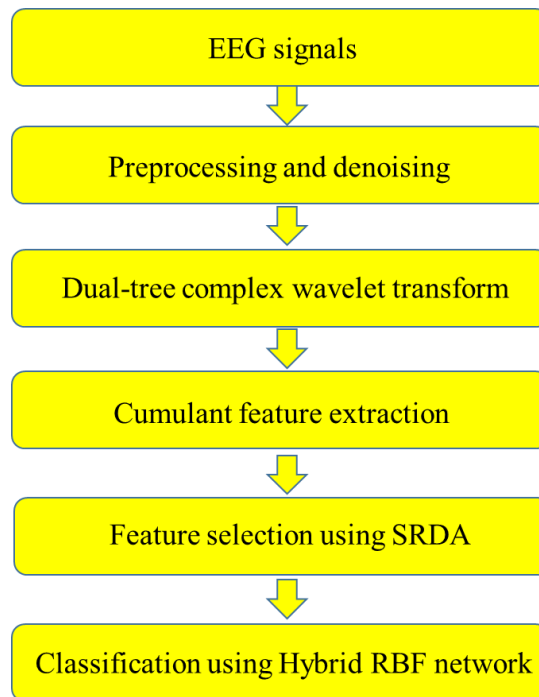 EEG signals
Preprocessing and denoising
Dual-tree complex wavelet transform
Cumulant feature extraction
Feature selection using SRDA
Classification using Hybrid RBF network